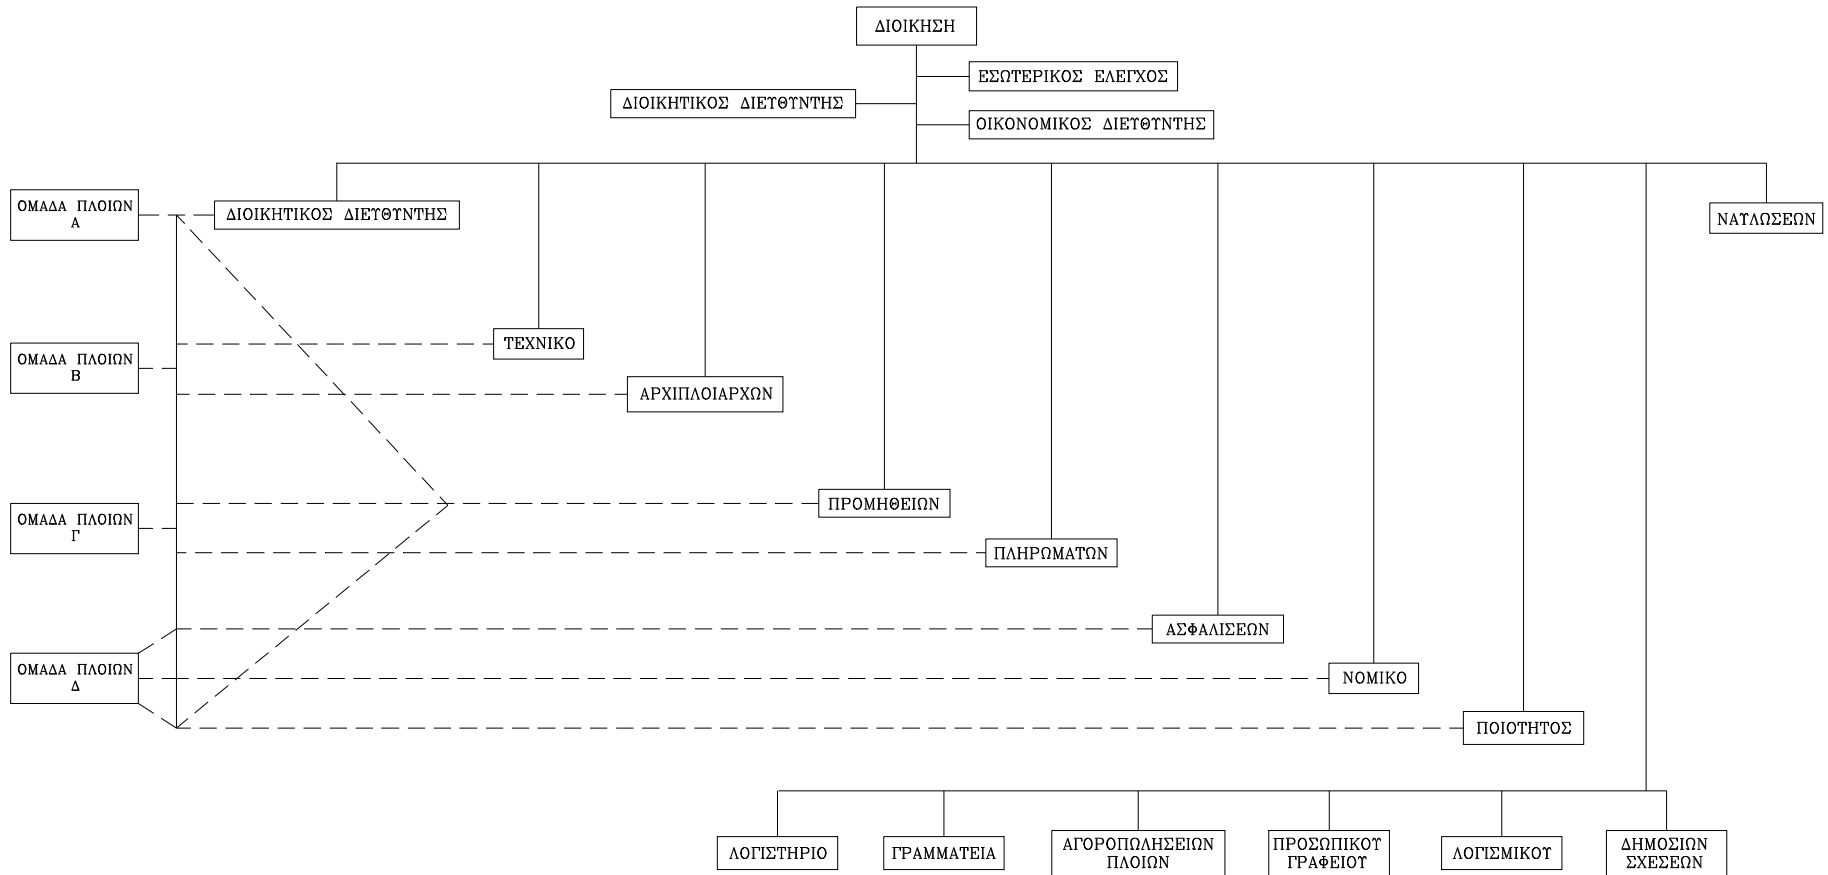 ΔΙΟΙΚΗΣΗ
ΕΣΩΤΕΡΙΚΟΣ ΕΛΕΓΧΟΣ
ΔΙΟΙΚΗΤΙΚΟΣ ΔΙΕΥΘΥΝΤΗΣ
ΟΙΚΟΝΟΜΙΚΟΣ ΔΙΕΥΘΥΝΤΗΣ
ΟΜΑΔΑ ΠΛΟΙΩΝ
Α
ΔΙΟΙΚΗΤΙΚΟΣ ΔΙΕΥΘΥΝΤΗΣ
ΝΑΥΛΩΣΕΩΝ
ΤΕΧΝΙΚΟ
ΟΜΑΔΑ ΠΛΟΙΩΝ
Β
ΑΡΧΙΠΛΟΙΑΡΧΩΝ
ΠΡΟΜΗΘΕΙΩΝ
ΟΜΑΔΑ ΠΛΟΙΩΝ
Γ
ΠΛΗΡΩΜΑΤΩΝ
ΑΣΦΑΛΙΣΕΩΝ
ΟΜΑΔΑ ΠΛΟΙΩΝ
Δ
ΝΟΜΙΚΟ
ΠΟΙΟΤΗΤΟΣ
ΛΟΓΙΣΤΗΡΙΟ
ΓΡΑΜΜΑΤΕΙΑ
ΑΓΟΡΟΠΩΛΗΣΕΙΩΝ
ΠΛΟΙΩΝ
ΠΡΟΣΩΠΙΚΟΥ
ΓΡΑΦΕΙΟΥ
ΛΟΓΙΣΜΙΚΟΥ
ΔΗΜΟΣΙΩΝ
ΣΧΕΣΕΩΝ